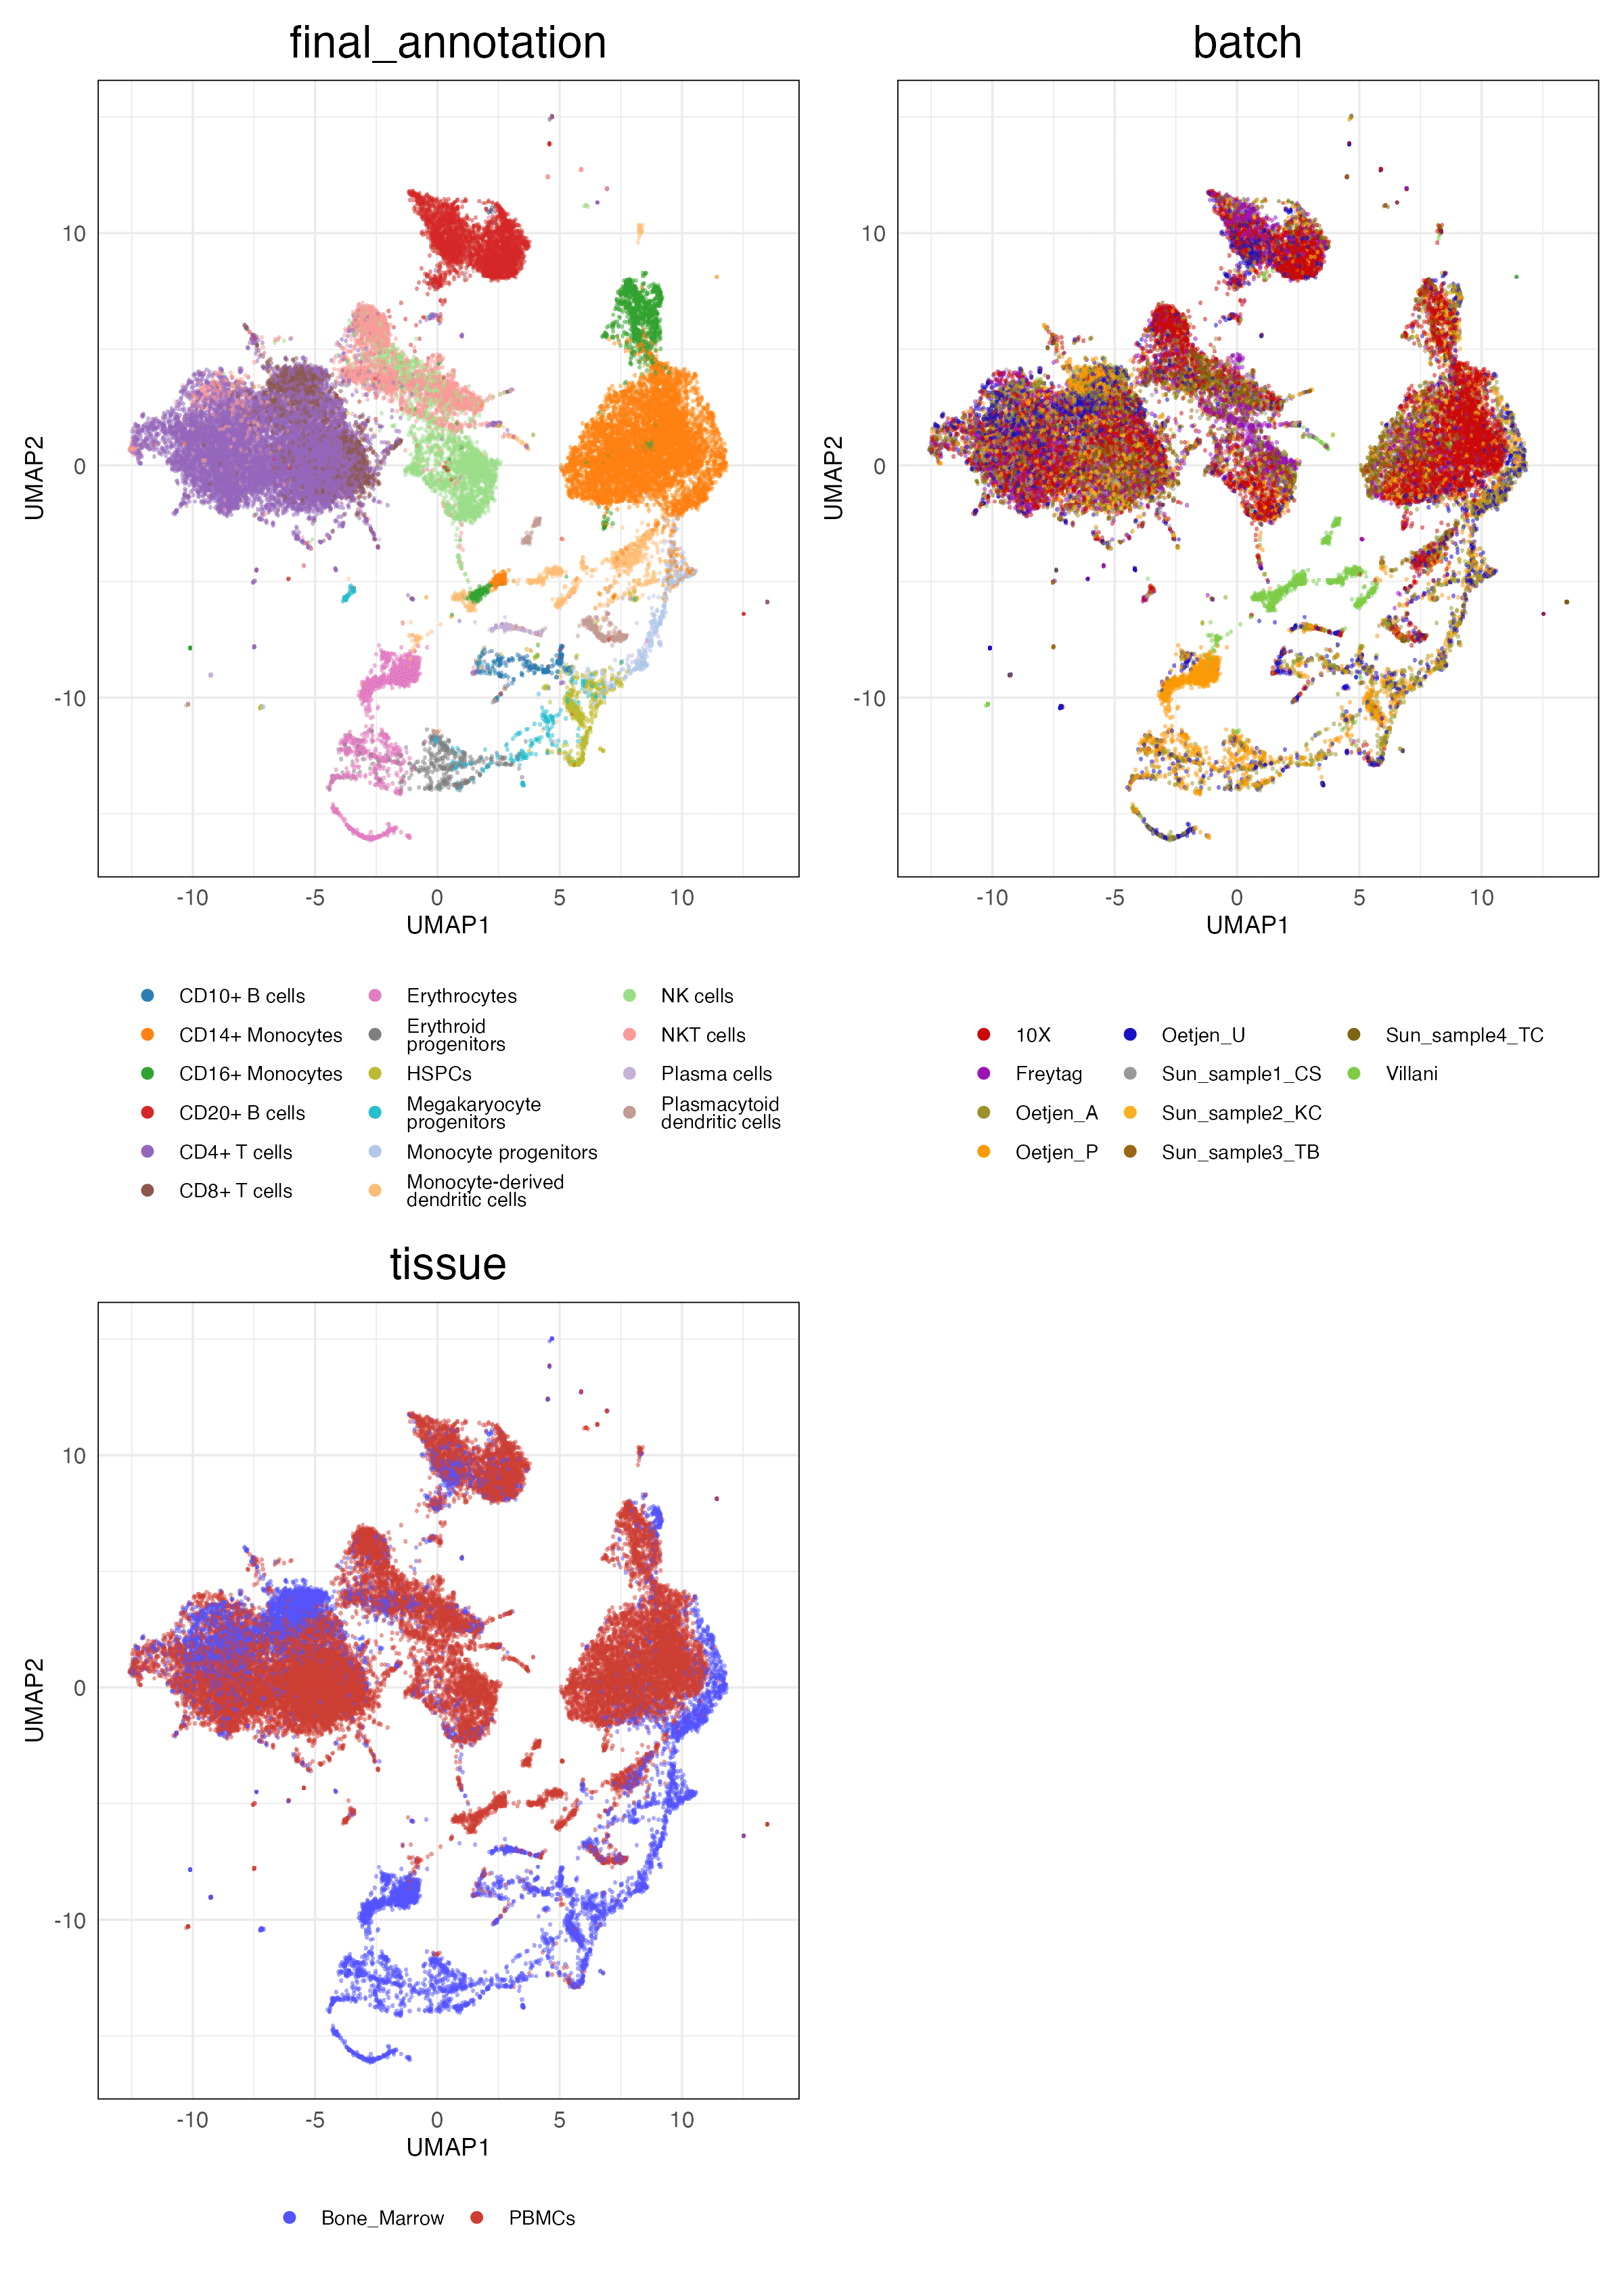 final_annotation
batch
10
0
-10
UMAP2
-10 -5 0 5 10
UMAP1
10
0
-10
UMAP2
-10 -5 0 5 10
UMAP1
CD10+ B cells
CD14+ Monocytes
CD16+ Monocytes
CD20+ B cells
CD4+ T cells
CD8+ T cells
Erythrocytes
Erythroid
progenitors
HSPCs
Megakaryocyte
progenitors
Monocyte progenitors
Monocyte-derived
dendritic cells
NK cells
NKT cells
Plasma cells
Plasmacytoid
dendritic cells
10X
Freytag
Oetjen_A
Oetjen_P
Oetjen_U
Sun_sample1_CS
Sun_sample2_KC
Sun_sample3_TB
Sun_sample4_TC
Villani
tissue
10
0
-10
UMAP2
-10 -5 0 5 10
UMAP1
Bone_Marrow
PBMCs